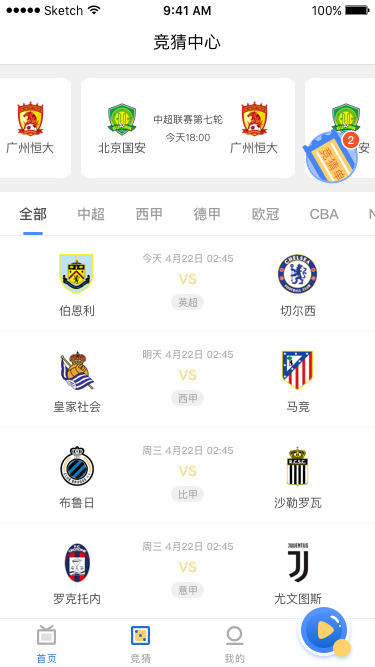 Sketch
9:41 AM
100%
竞猜中心
广州恒大
北京国安
中超联赛第七轮
今天18:00
广州恒大
安
竞猜单
2
全部
中超
西甲
德甲
欧冠
CBA
今天 4月22日 02:45
VS
英超
伯恩利
CHELSEA
切尔西
明天 4月22日 02:45
VS
西甲
皇家社会
马竞
周三 4月22日 02:45
VS
比甲
布鲁日
R.C.S.C.
沙勒罗瓦
周三 4月22日 02:45
VS
意甲
罗克托内
JUVENTUS
尤文图斯
首页
竞猜
我的